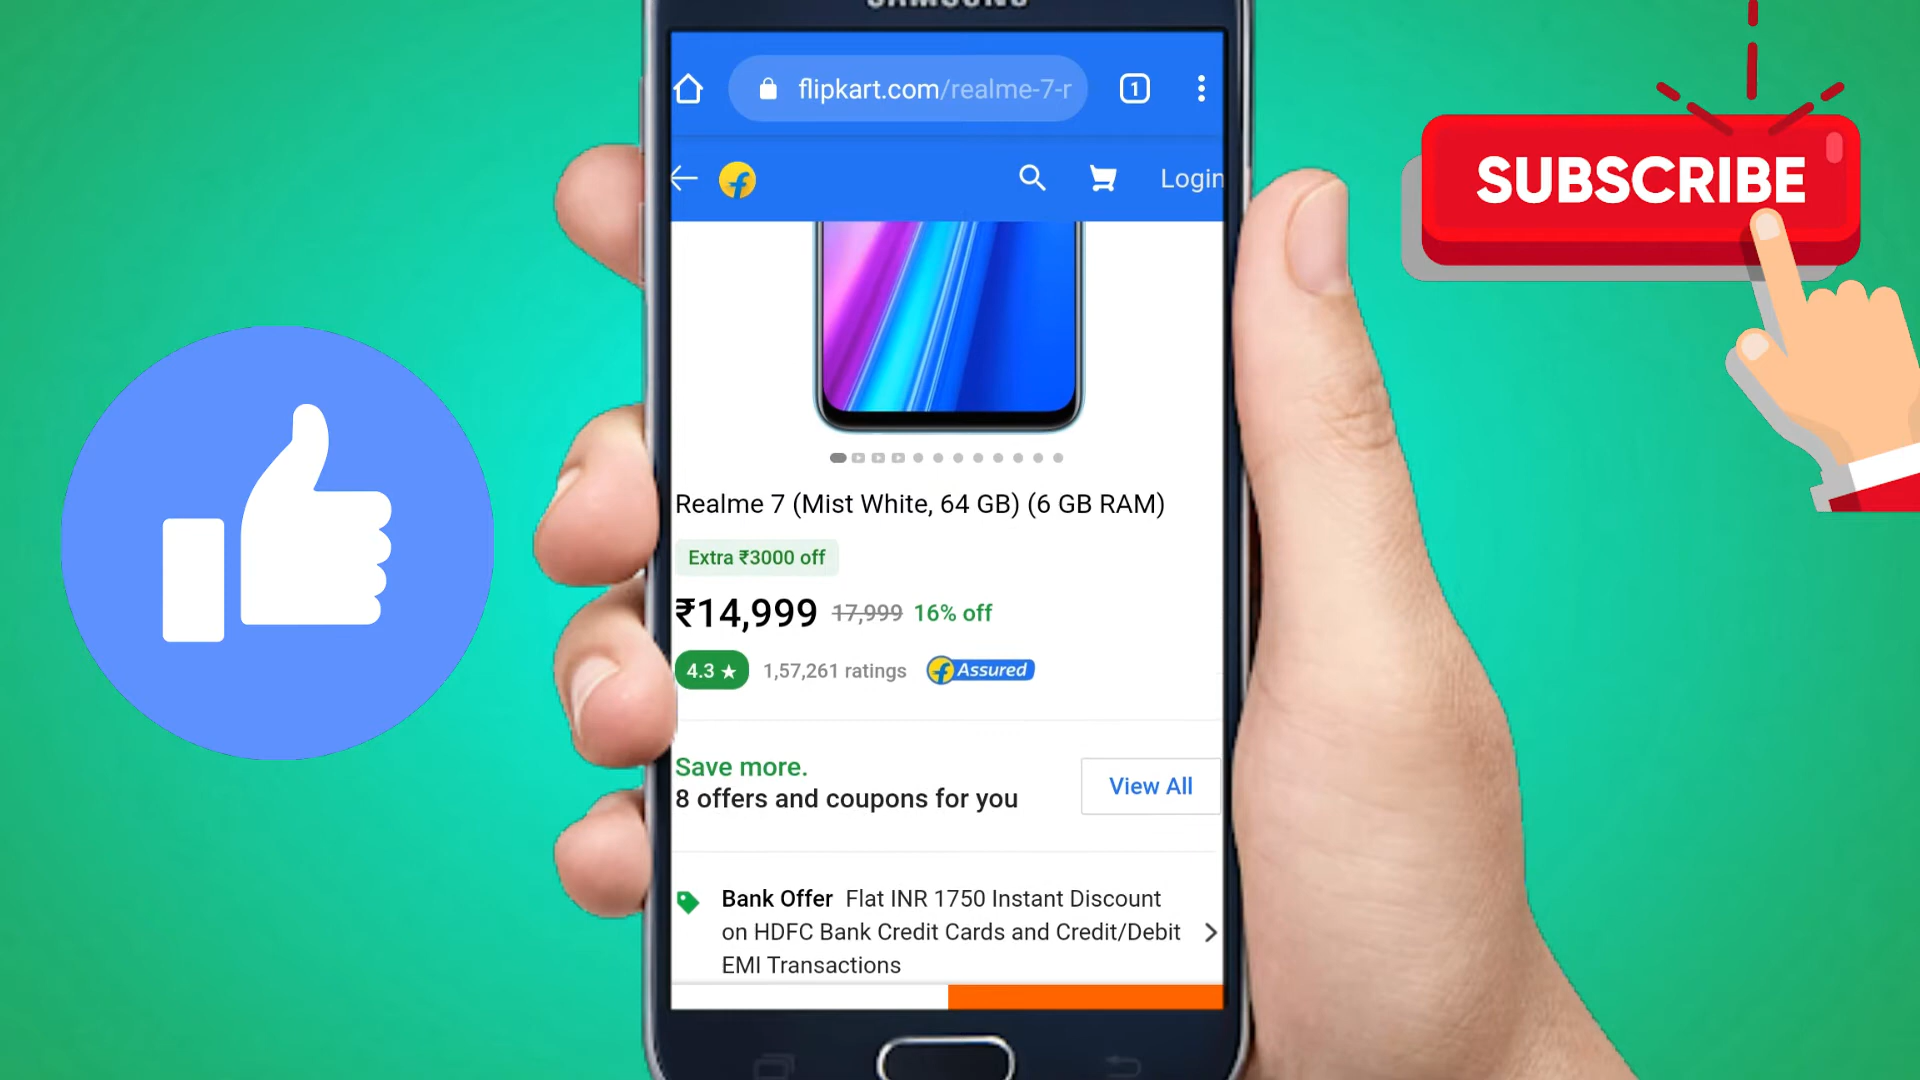 SAMSUNG
flipkart.com/realme-7-r
1
Login
SUBSCRIBE
Realme 7 (Mist White, 64 GB) (6 GB RAM)
Extra ₹3000 off
₹14,999 17,999 16% off
4.3 ★ 1,57,261 ratings Assured
Save more.
8 offers and coupons for you
View All
Bank Offer Flat INR 1750 Instant Discount
on HDFC Bank Credit Cards and Credit/Debit
EMI Transactions